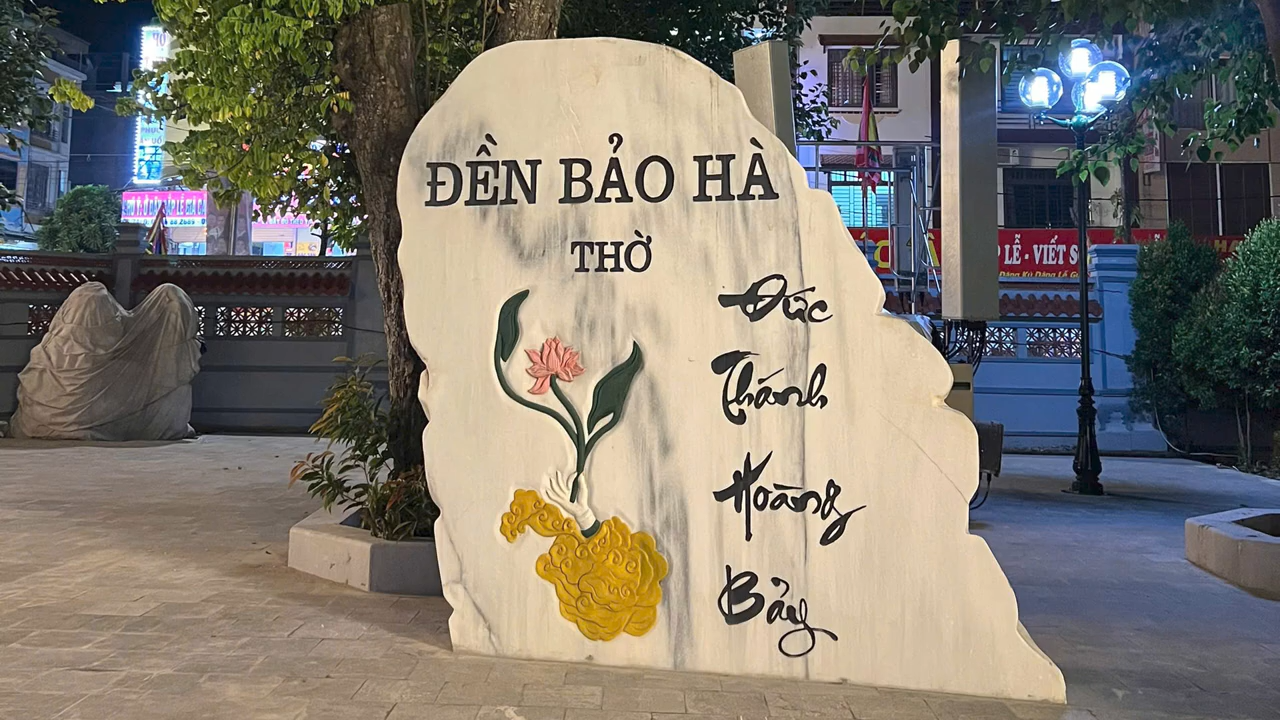 ĐỀN BẢO HÀ
THỜ
Đức
Thánh
Hoàng
Bảy
LỄ - VIẾT S